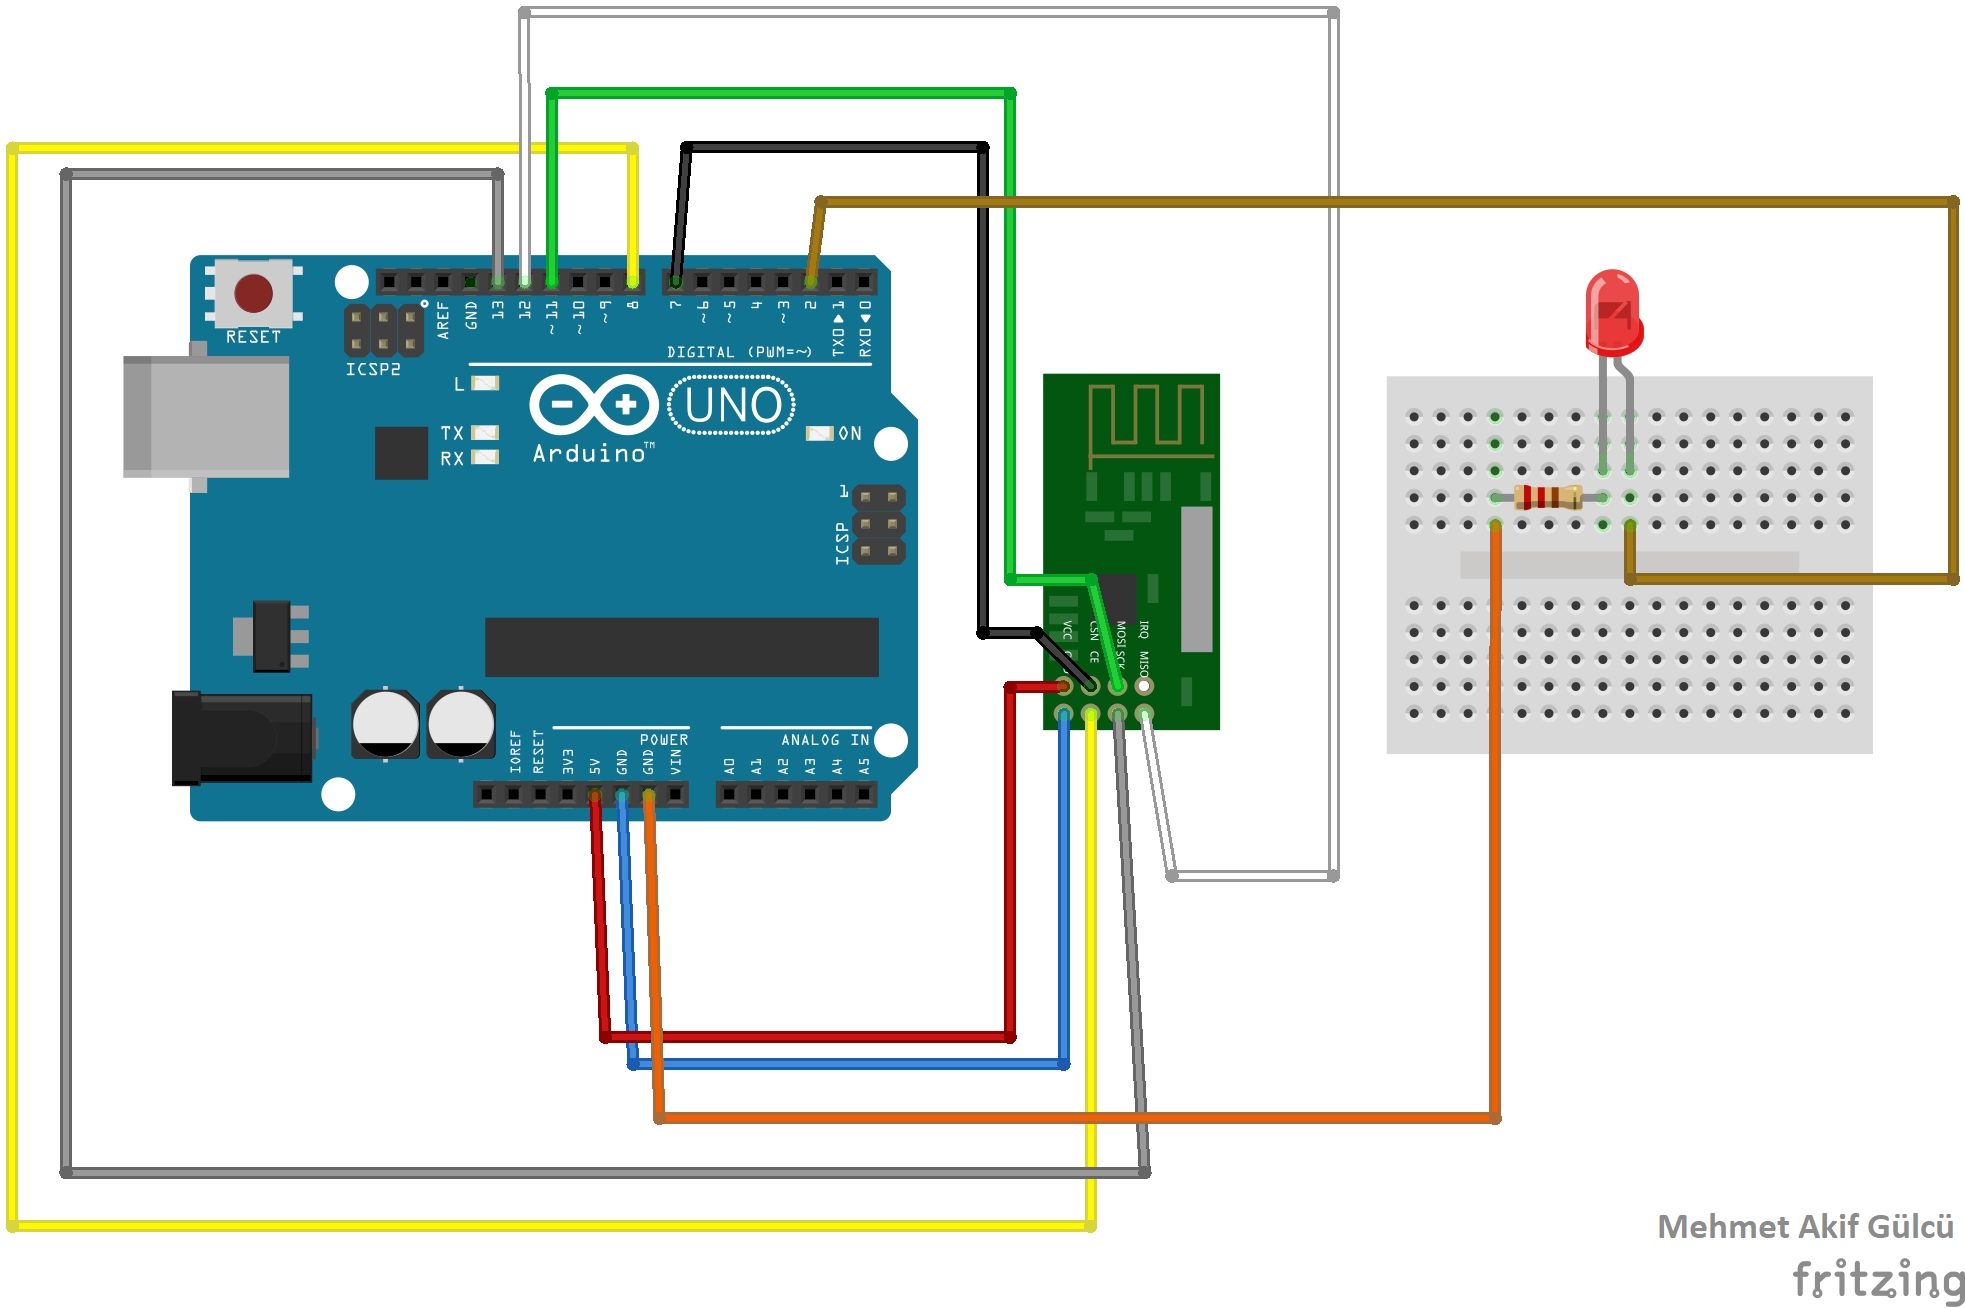 RESET
ICSP2
AREF
GND
13
12
~11
~10
~9
8
7
~6
~5
4
~3
2
TX0 ▶ 1
RX0 ◀ 0
DIGITAL (PWM=~)
L
TX
RX
Arduino™
UNO
ON
1
ICSP
IOREF
RESET
3V3
5V
GND
GND
VIN
POWER
ANALOG IN
A0
A1
A2
A3
A4
A5
VCC
CSN CE
MOSI SCK
IRQ MISO
Mehmet Akif Gülcü
fritzing